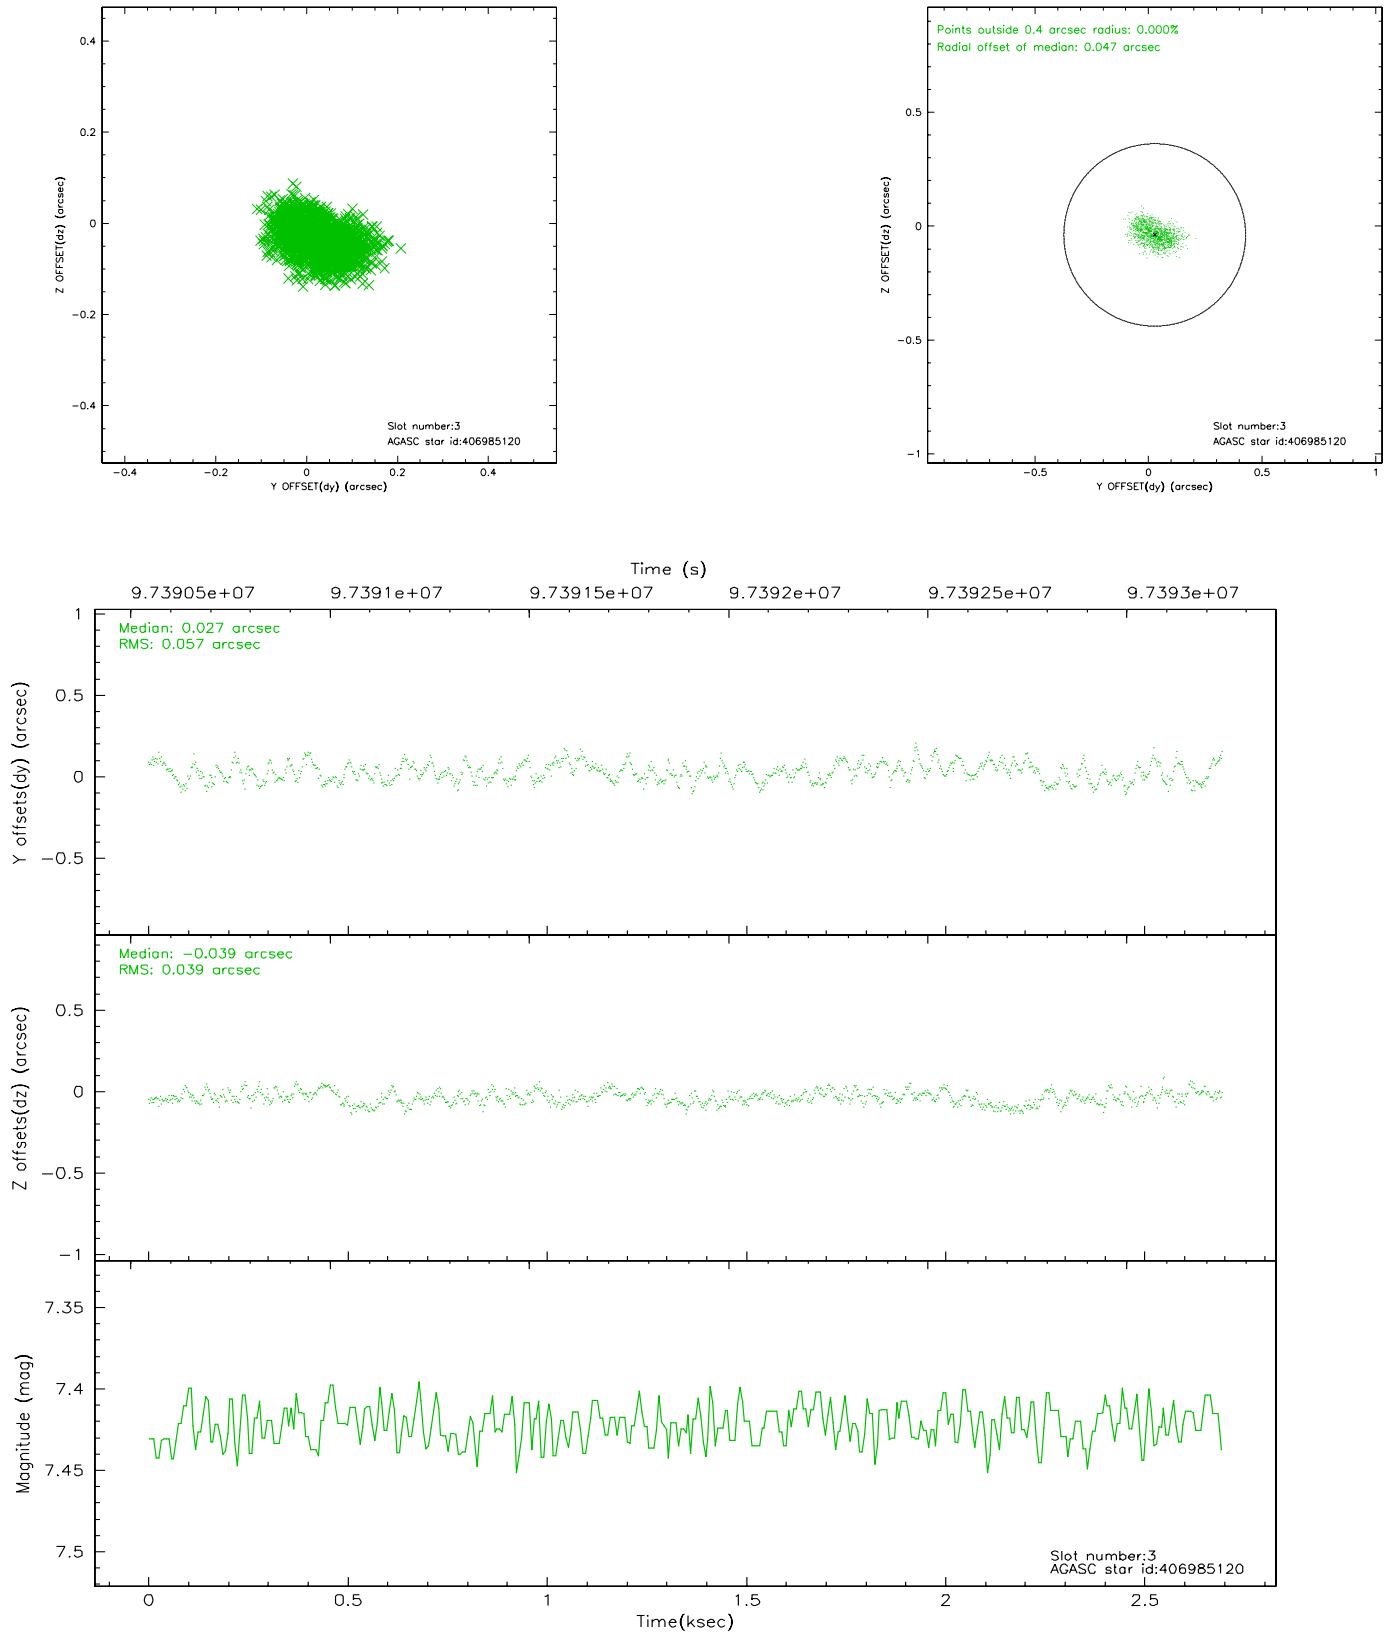 0.4
0.2
0
−0.2
−0.4
Z OFFSET(dz) (arcsec)
Slot number:3
AGASC star id:406985120
−0.4
−0.2
0
0.2
0.4
Y OFFSET(dy) (arcsec)
Points outside 0.4 arcsec radius: 0.000%
Radial offset of median: 0.047 arcsec
0.5
0
−0.5
−1
Z OFFSET(dz) (arcsec)
Slot number:3
AGASC star id:406985120
−0.5
0
0.5
1
Y OFFSET(dy) (arcsec)
Time (s)
9.73905e+07
9.7391e+07
9.73915e+07
9.7392e+07
9.73925e+07
9.7393e+07
Median: 0.027 arcsec
RMS: 0.057 arcsec
1
0.5
0
−0.5
Y offsets(dy) (arcsec)
Median: −0.039 arcsec
RMS: 0.039 arcsec
0.5
0
−0.5
−1
Z offsets(dz) (arcsec)
7.35
7.4
7.45
7.5
Magnitude (mag)
Slot number:3
AGASC star id:406985120
0
0.5
1
1.5
2
2.5
Time(ksec)